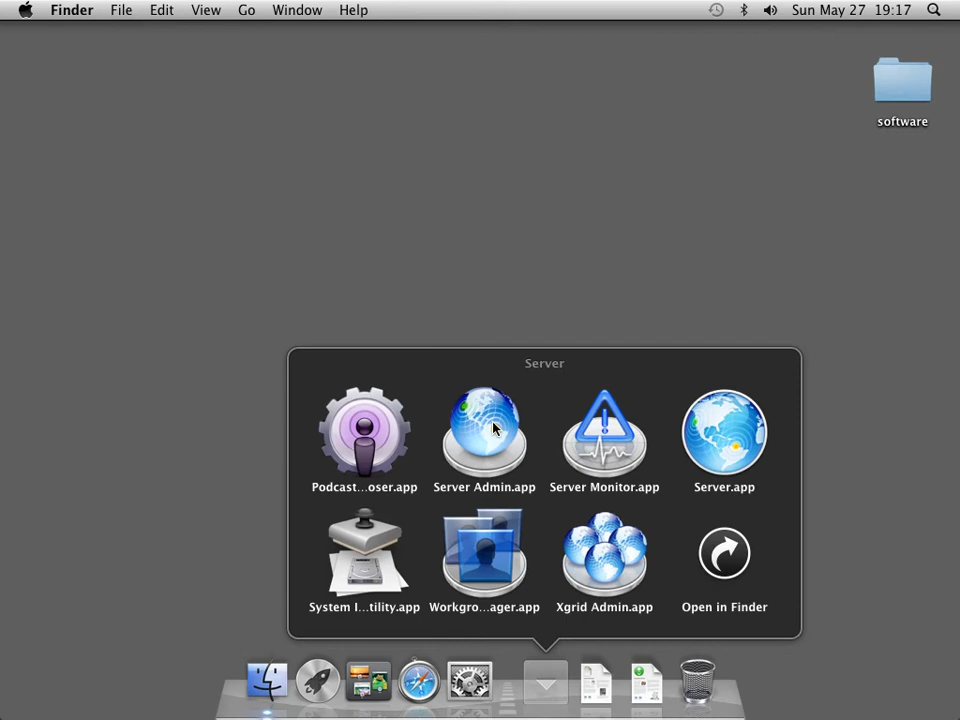 Finder File Edit View Go Window Help Sun May 27 19:17
software
Server
Podcast...oser.app Server Admin.app Server Monitor.app Server.app
System I...tility.app Workgro...ager.app Xgrid Admin.app Open in Finder